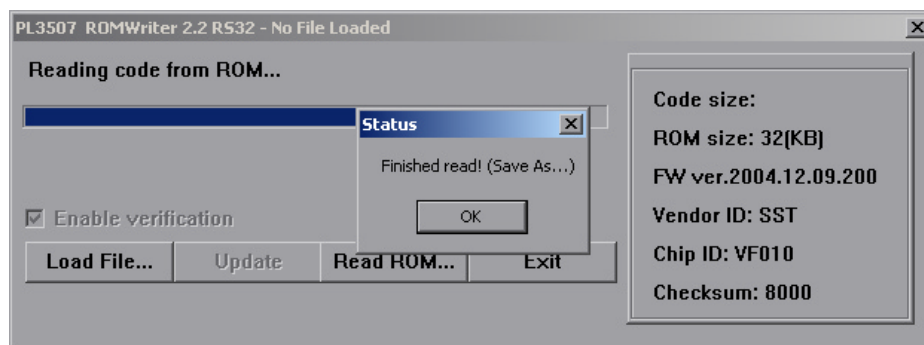 PL3507 ROMWriter 2.2 RS32 - No File Loaded
Reading code from ROM...
Status
Finished read! (Save As...)
OK
Enable verification
Load File...
Update
Read ROM...
Exit
Code size:
ROM size: 32(KB)
FW ver.2004.12.09.200
Vendor ID: SST
Chip ID: VF010
Checksum: 8000